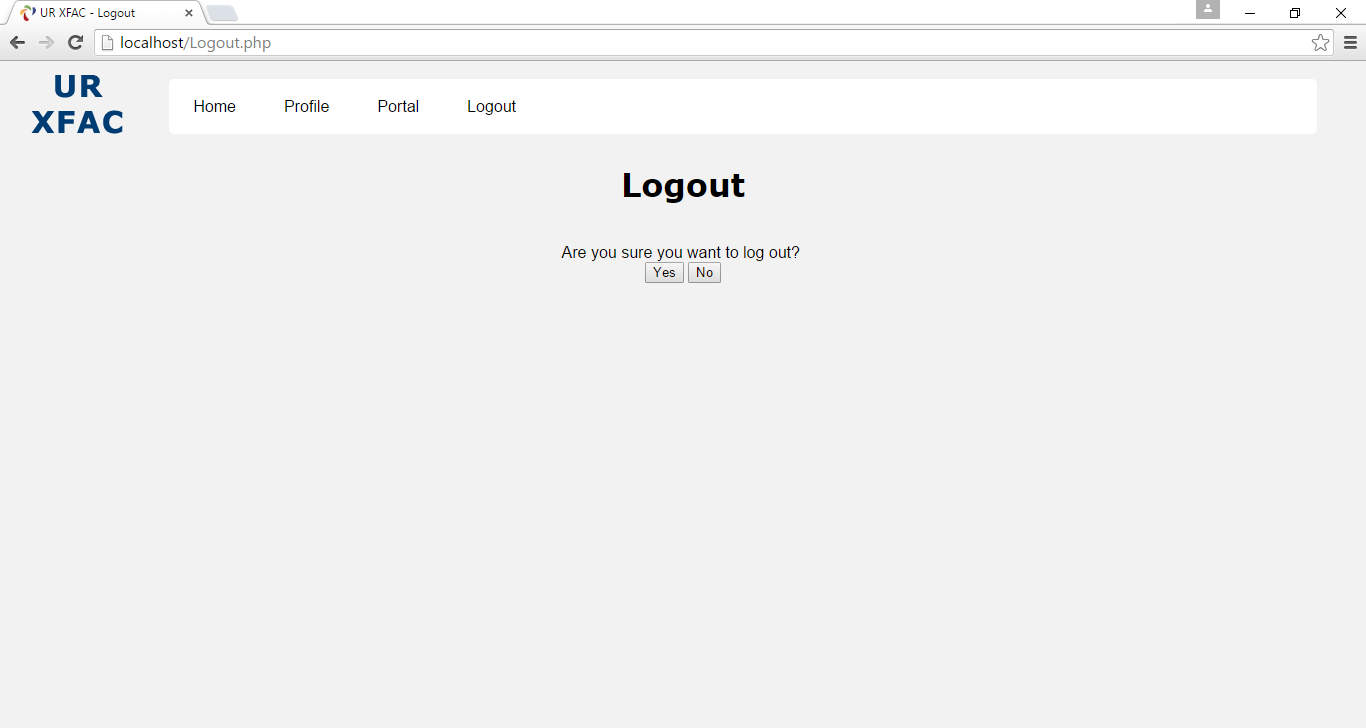 UR XFAC - Logout
localhost/Logout.php
UR
XFAC
Home Profile Portal Logout
Logout
Are you sure you want to log out?
Yes No